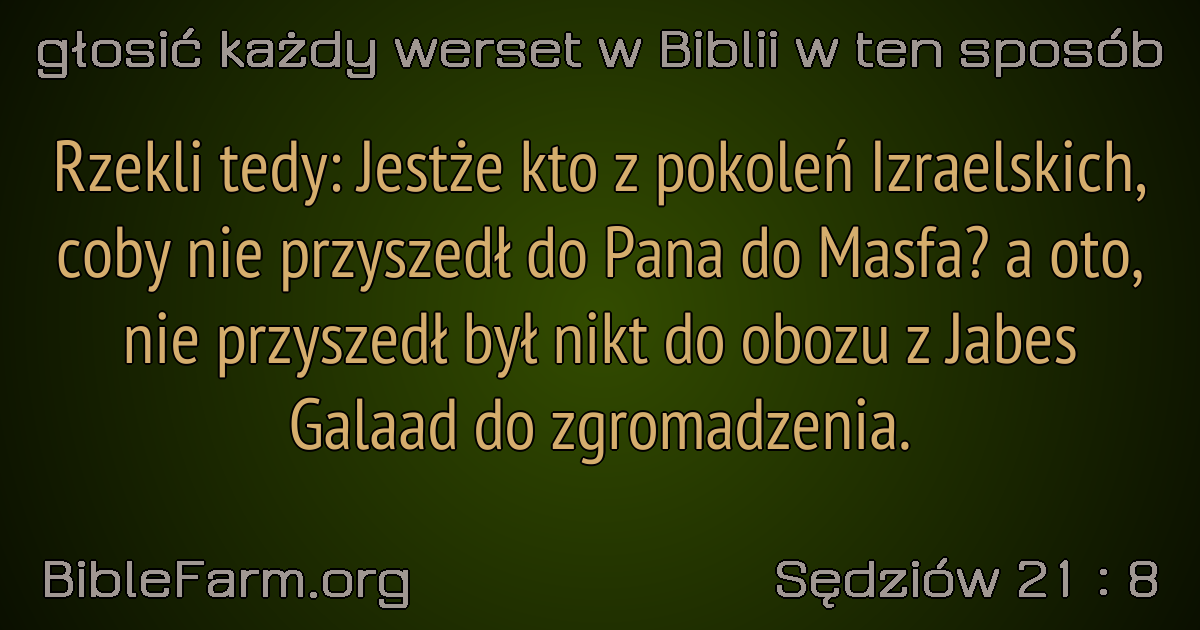 głosić każdy werset w Biblii w ten sposób
Rzekli tedy: Jestże kto z pokoleń Izraelskich,
coby nie przyszedł do Pana do Masfa? a oto,
nie przyszedł był nikt do obozu z Jabes
Galaad do zgromadzenia.
BibleFarm.org
Sędziów 21 : 8